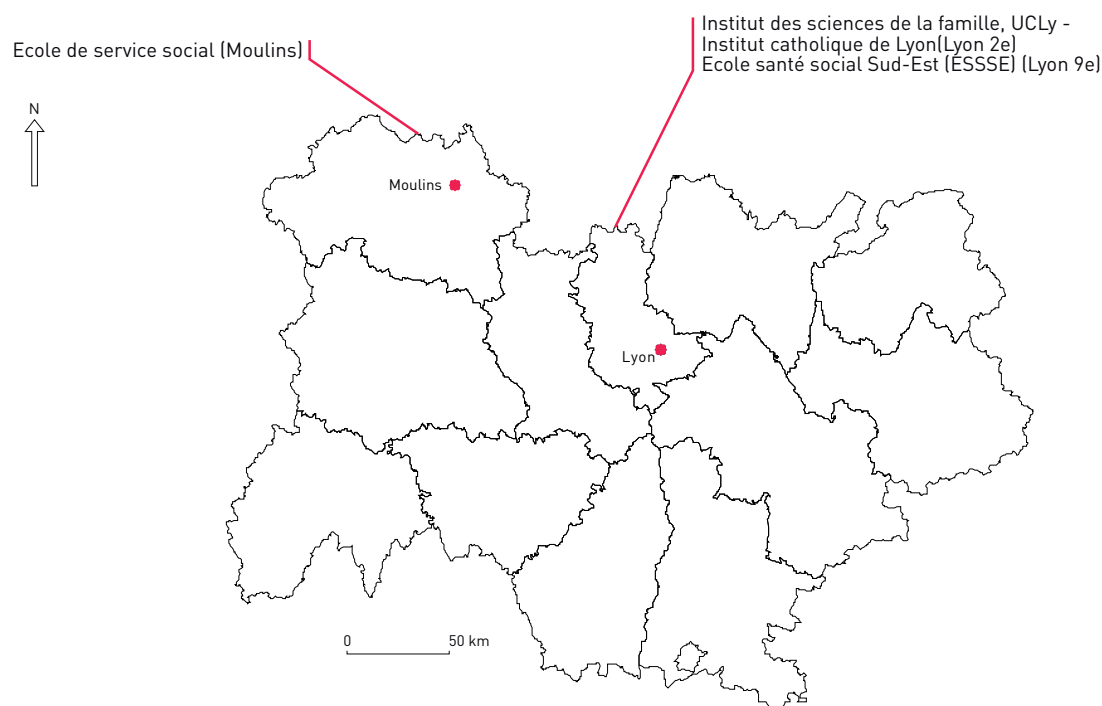 Institut des sciences de la famille, UCLy -
Institut catholique de Lyon(Lyon 2e)
Ecole santé social Sud-Est (ESSSE) (Lyon 9e)
Ecole de service social (Moulins)
N
Moulins
Lyon
0 50 km